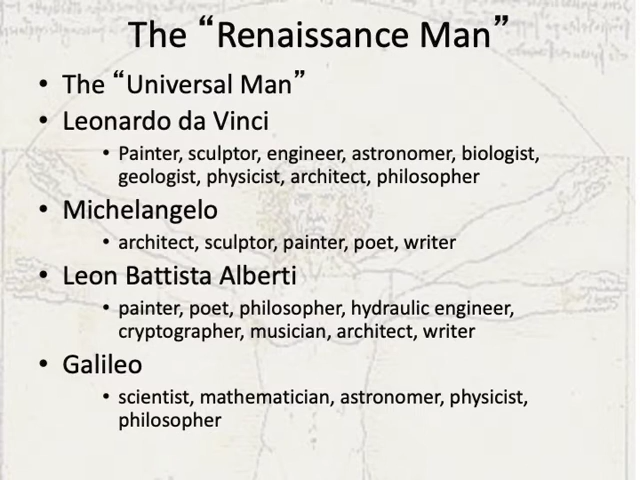 The “Renaissance Man”
• The “Universal Man”
• Leonardo da Vinci
• Painter, sculptor, engineer, astronomer, biologist,
geologist, physicist, architect, philosopher
• Michelangelo
• architect, sculptor, painter, poet, writer
• Leon Battista Alberti
• painter, poet, philosopher, hydraulic engineer,
cryptographer, musician, architect, writer
• Galileo
• scientist, mathematician, astronomer, physicist,
philosopher